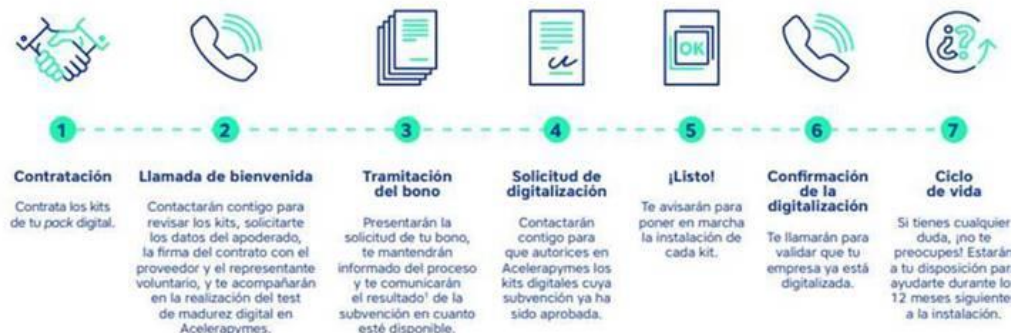 OK
¿?
1
2
3
4
5
6
7
Contratación
Contrata los kits
de tu pack digital.
Llamada de bienvenida
Contactarán contigo para
revisar los kits, solicitarte
los datos del apoderado,
la firma del contrato con el
proveedor y el representante
voluntario, y te acompañarán
en la realización del test
de madurez digital en
Acelerapymes.
Tramitación
del bono
Presentarán la
solicitud de tu bono,
te mantendrán
informado del proceso
y te comunicarán
el resultado¹ de la
subvención en cuanto
esté disponible.
Solicitud de
digitalización
Contactarán
contigo para
que autorices en
Acelerapymes los
kits digitales cuya
subvención ya ha
sido aprobada.
¡Listo!
Te avisarán para
poner en marcha
la instalación de
cada kit.
Confirmación
de la
digitalización
Te llamarán para
validar que tu
empresa ya está
digitalizada.
Ciclo
de vida
Si tienes cualquier
duda, ¡no te
preocupes! Estarán
a tu disposición par
ayudarte durante lo
12 meses siguiente
a la instalación.